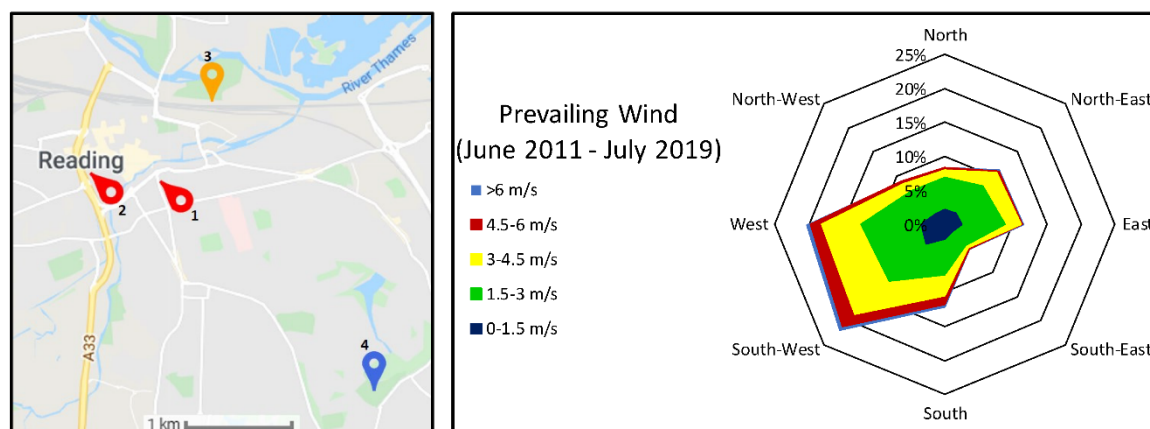 3
River Thames
Reading
2
1
A33
4
1 km
Prevailing Wind
(June 2011 - July 2019)
>6 m/s
4.5-6 m/s
3-4.5 m/s
1.5-3 m/s
0-1.5 m/s
North
25%
20%
15%
10%
5%
0%
North-West
North-East
West
East
South-West
South-East
South